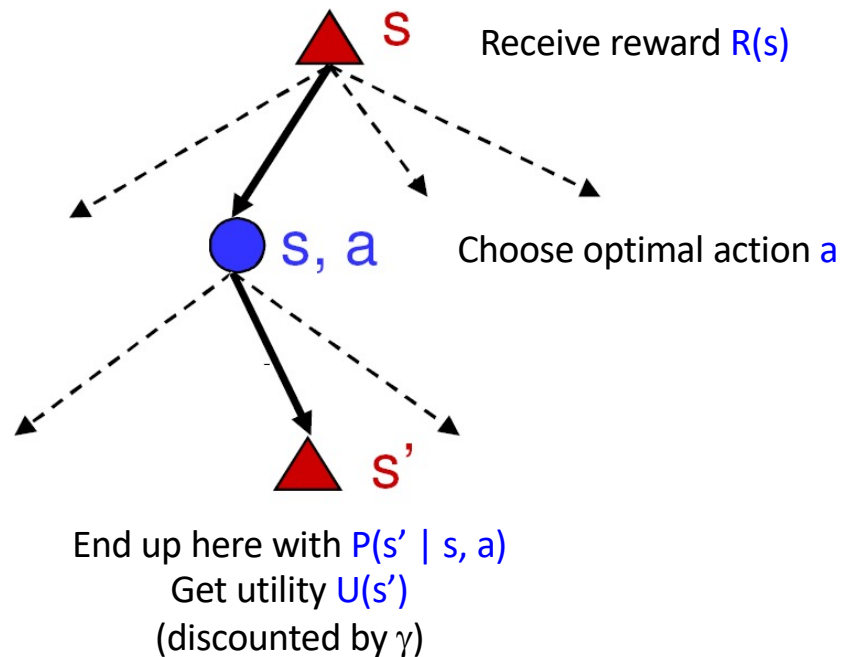 s
Receive reward R(s)
s, a
Choose optimal action a
s’
End up here with P(s’ | s, a)
Get utility U(s’)
(discounted by γ)